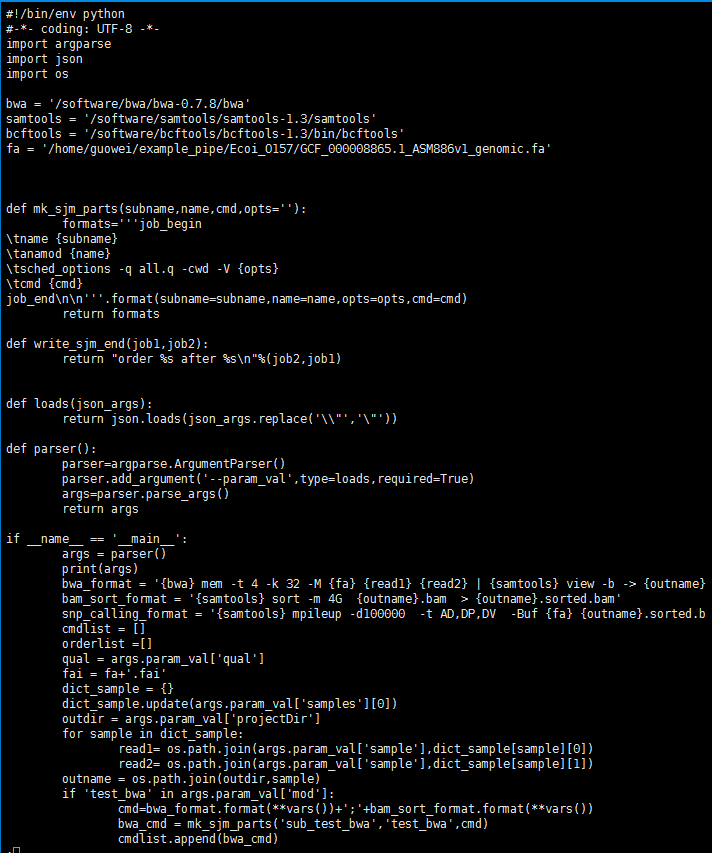 #!/bin/env python
#-*- coding: UTF-8 -*-
import argparse
import json
import os
bwa = '/software/bwa/bwa-0.7.8/bwa'
samtools = '/software/samtools/samtools-1.3/samtools'
bcftools = '/software/bcftools/bcftools-1.3/bin/bcftools'
fa = '/home/guowei/example_pipe/Ecoi_O157/GCF_000008865.1_ASM886v1_genomic.fa'
def mk_sjm_parts(subname,name,cmd,opts=''):
        formats='''job_begin
\tname {subname}
\tanamod {name}
\tsched_options -q all.q -cwd -V {opts}
\tcmd {cmd}
job_end\n\n'''.format(subname=subname,name=name,opts=opts,cmd=cmd)
        return formats
def write_sjm_end(job1,job2):
        return "order %s after %s\n"%(job2,job1)
def loads(json_args):
        return json.loads(json_args.replace('\\"','\"'))
def parser():
        parser=argparse.ArgumentParser()
        parser.add_argument('--param_val',type=loads,required=True)
        args=parser.parse_args()
        return args
if __name__ == '__main__':
        args = parser()
        print(args)
        bwa_format = '{bwa} mem -t 4 -k 32 -M {fa} {read1} {read2} | {samtools} view -b -> {outname}
        bam_sort_format = '{samtools} sort -m 4G  {outname}.bam  > {outname}.sorted.bam'
        snp_calling_format = '{samtools} mpileup -d100000  -t AD,DP,DV  -Buf {fa} {outname}.sorted.b
        cmdlist = []
        orderlist =[]
        qual = args.param_val['qual']
        fai = fa+'.fai'
        dict_sample = {}
        dict_sample.update(args.param_val['samples'][0])
        outdir = args.param_val['projectDir']
        for sample in dict_sample:
                read1= os.path.join(args.param_val['sample'],dict_sample[sample][0])
                read2= os.path.join(args.param_val['sample'],dict_sample[sample][1])
        outname = os.path.join(outdir,sample)
        if 'test_bwa' in args.param_val['mod']:
                cmd=bwa_format.format(**vars())+';'+bam_sort_format.format(**vars())
                bwa_cmd = mk_sjm_parts('sub_test_bwa','test_bwa',cmd)
                cmdlist.append(bwa_cmd)